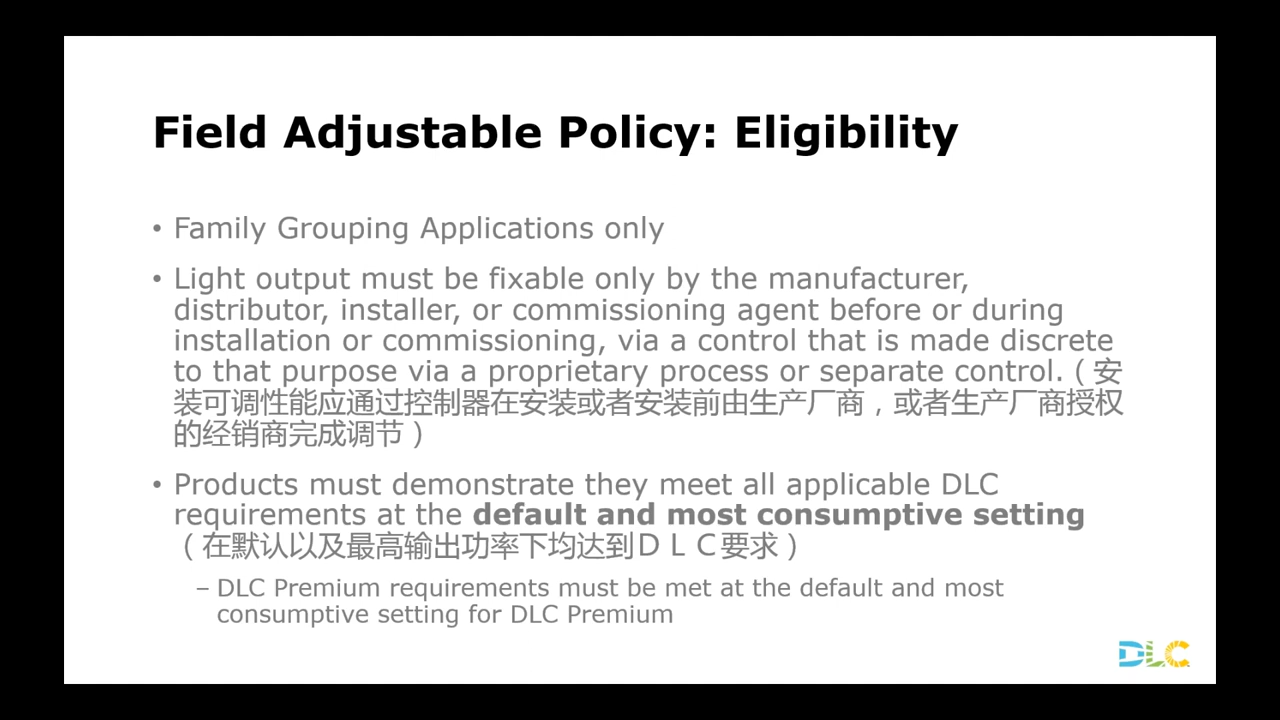 Field Adjustable Policy: Eligibility
• Family Grouping Applications only
• Light output must be fixable only by the manufacturer,
distributor, installer, or commissioning agent before or during
installation or commissioning, via a control that is made discrete
to that purpose via a proprietary process or separate control.（安
装可调性能应通过控制器在安装或者安装前由生产厂商，或者生产厂商授权
的经销商完成调节）
• Products must demonstrate they meet all applicable DLC
requirements at the default and most consumptive setting
（在默认以及最高输出功率下均达到ＤＬＣ要求）
– DLC Premium requirements must be met at the default and most
consumptive setting for DLC Premium
DLC